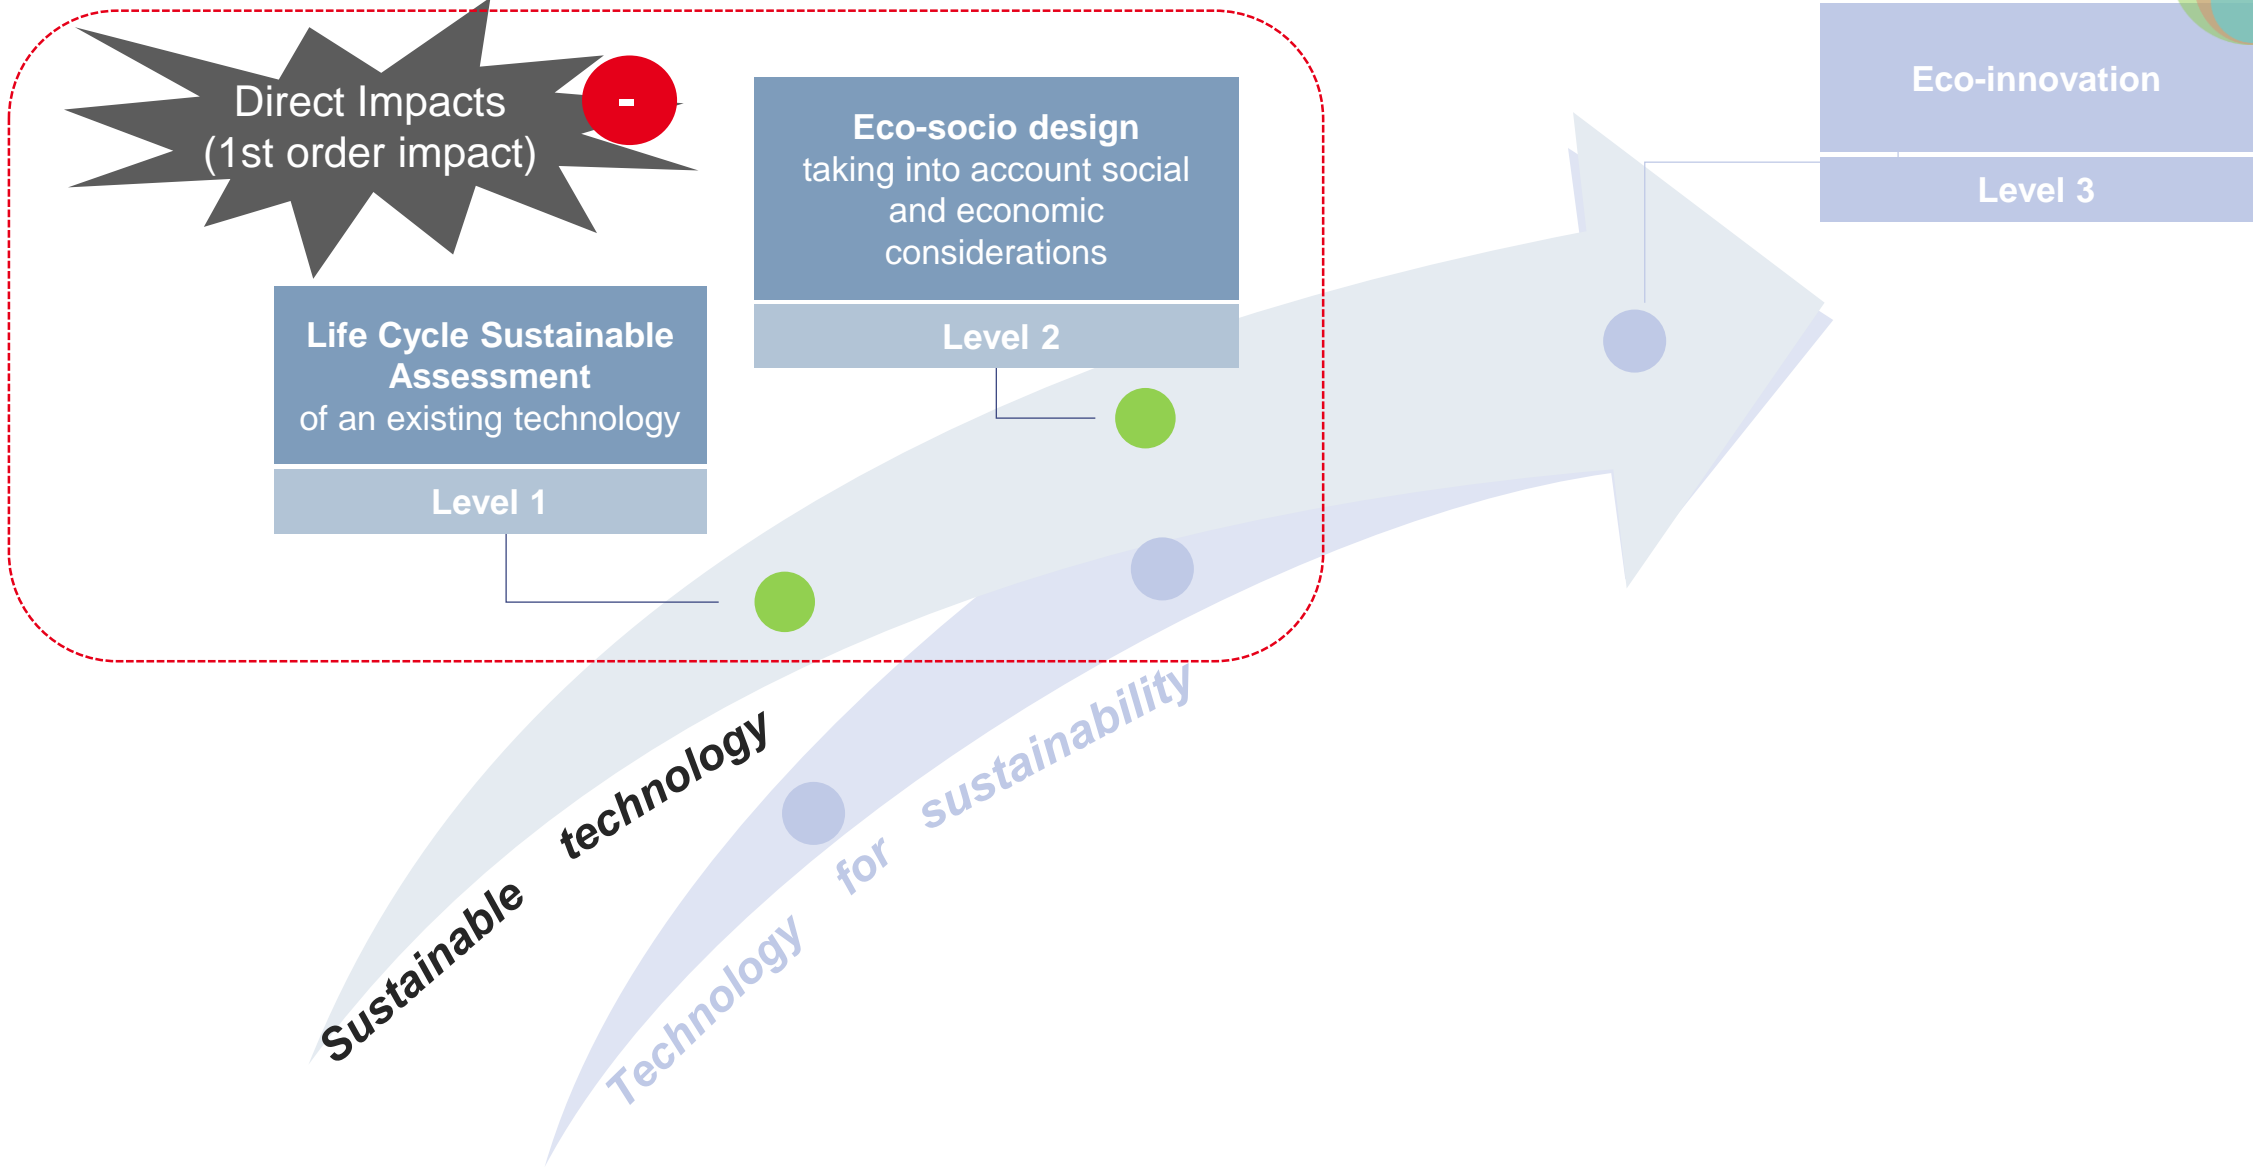 Direct Impacts
(1st order impact)
-
Eco-socio design
taking into account social
and economic
considerations
Level 2
Life Cycle Sustainable
Assessment
of an existing technology
Level 1
Eco-innovation
Level 3
Sustainable technology
Technology for sustainability